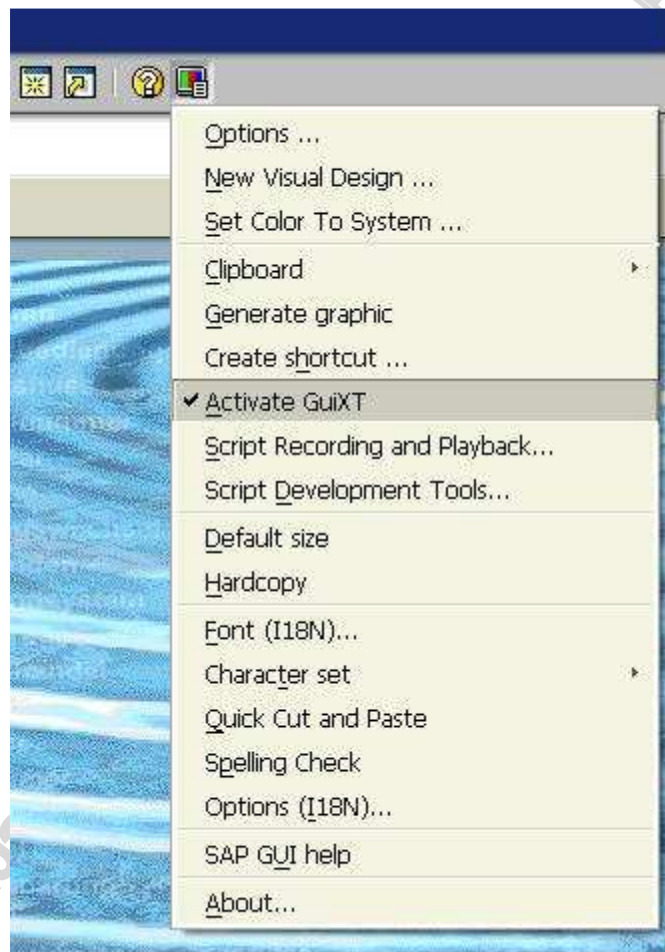 Options ...
New Visual Design ...
Set Color To System ...
Clipboard
Generate graphic
Create shortcut ...
Activate GuiXT
Script Recording and Playback...
Script Development Tools...
Default size
Hardcopy
Font (I18N)...
Character set
Quick Cut and Paste
Spelling Check
Options (I18N)...
SAP GUI help
About...